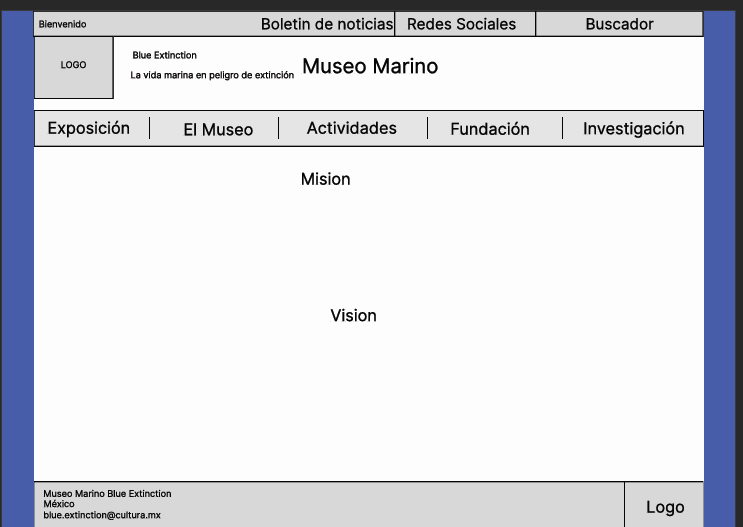 Bienvenido
Boletin de noticias
Redes Sociales
Buscador
LOGO
Blue Extinction
La vida marina en peligro de extinción
Museo Marino
Exposición
El Museo
Actividades
Fundación
Investigación
Mision
Vision
Museo Marino Blue Extinction
México
blue.extinction@cultura.mx
Logo